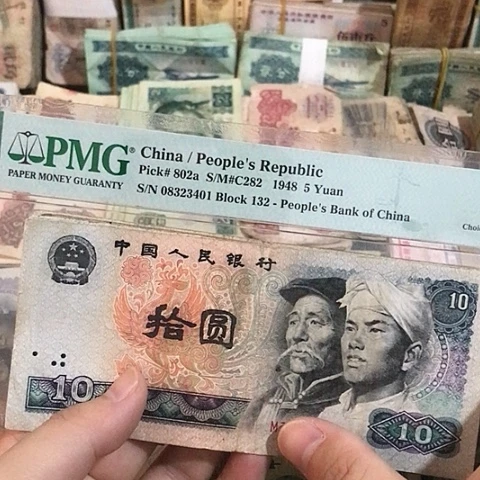 PMG®
PAPER MONEY GUARANTY
China / People's Republic
Pick# 802a S/M#C282 1948 5 Yuan
S/N 08323401 Block 132 - People's Bank of China
中国人民银行
10
拾圆
10
10